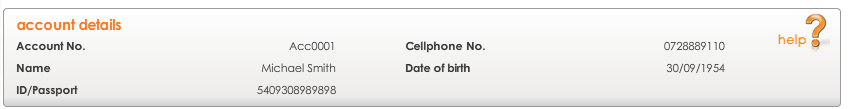 account details
help ?
Account No. Acc0001 Cellphone No. 0728889110
Name Michael Smith Date of birth 30/09/1954
ID/Passport 5409308989898